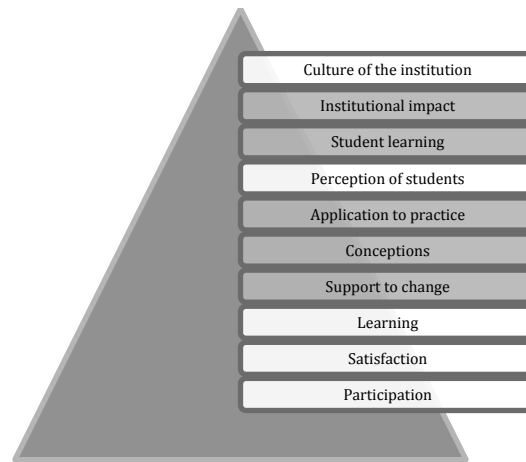 Culture of the institution
Institutional impact
Student learning
Perception of students
Application to practice
Conceptions
Support to change
Learning
Satisfaction
Participation